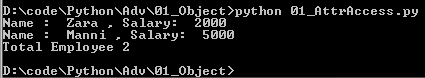 D:\code\Python\Adv\01_Object>python 01_AttrAccess.py
Name :  Zara , Salary:  2000
Name :  Manni , Salary:  5000
Total Employee 2
D:\code\Python\Adv\01_Object>